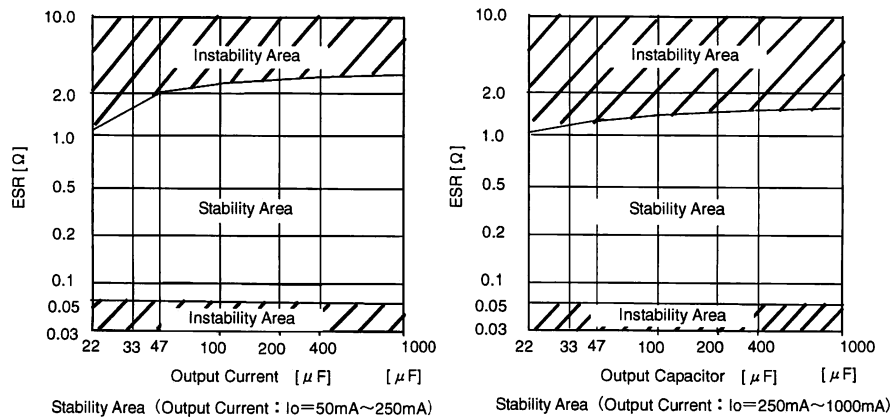 10.0
Instability Area
2.0
1.0
ESR [Ω]
0.5
Stability Area
0.2
0.1
0.05
Instability Area
0.03
22 33 47 100 200 400 1000
Output Current [μF] [μF]
Stability Area (Output Current : Io=50mA~250mA)
10.0
Instability Area
2.0
1.0
ESR [Ω]
0.5
Stability Area
0.2
0.1
0.05
Instability Area
0.03
22 33 47 100 200 400 1000
Output Capacitor [μF] [μF]
Stability Area (Output Current : Io=250mA~1000mA)